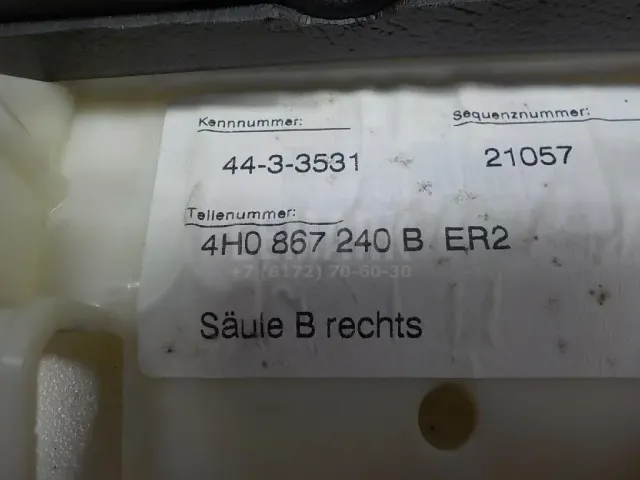 Kennnummer: Sequenznummer:
44-3-3531 21057
Teilenummer:
4H0 867 240 B ER2
+7 (8172) 70-60-30
Säule B rechts